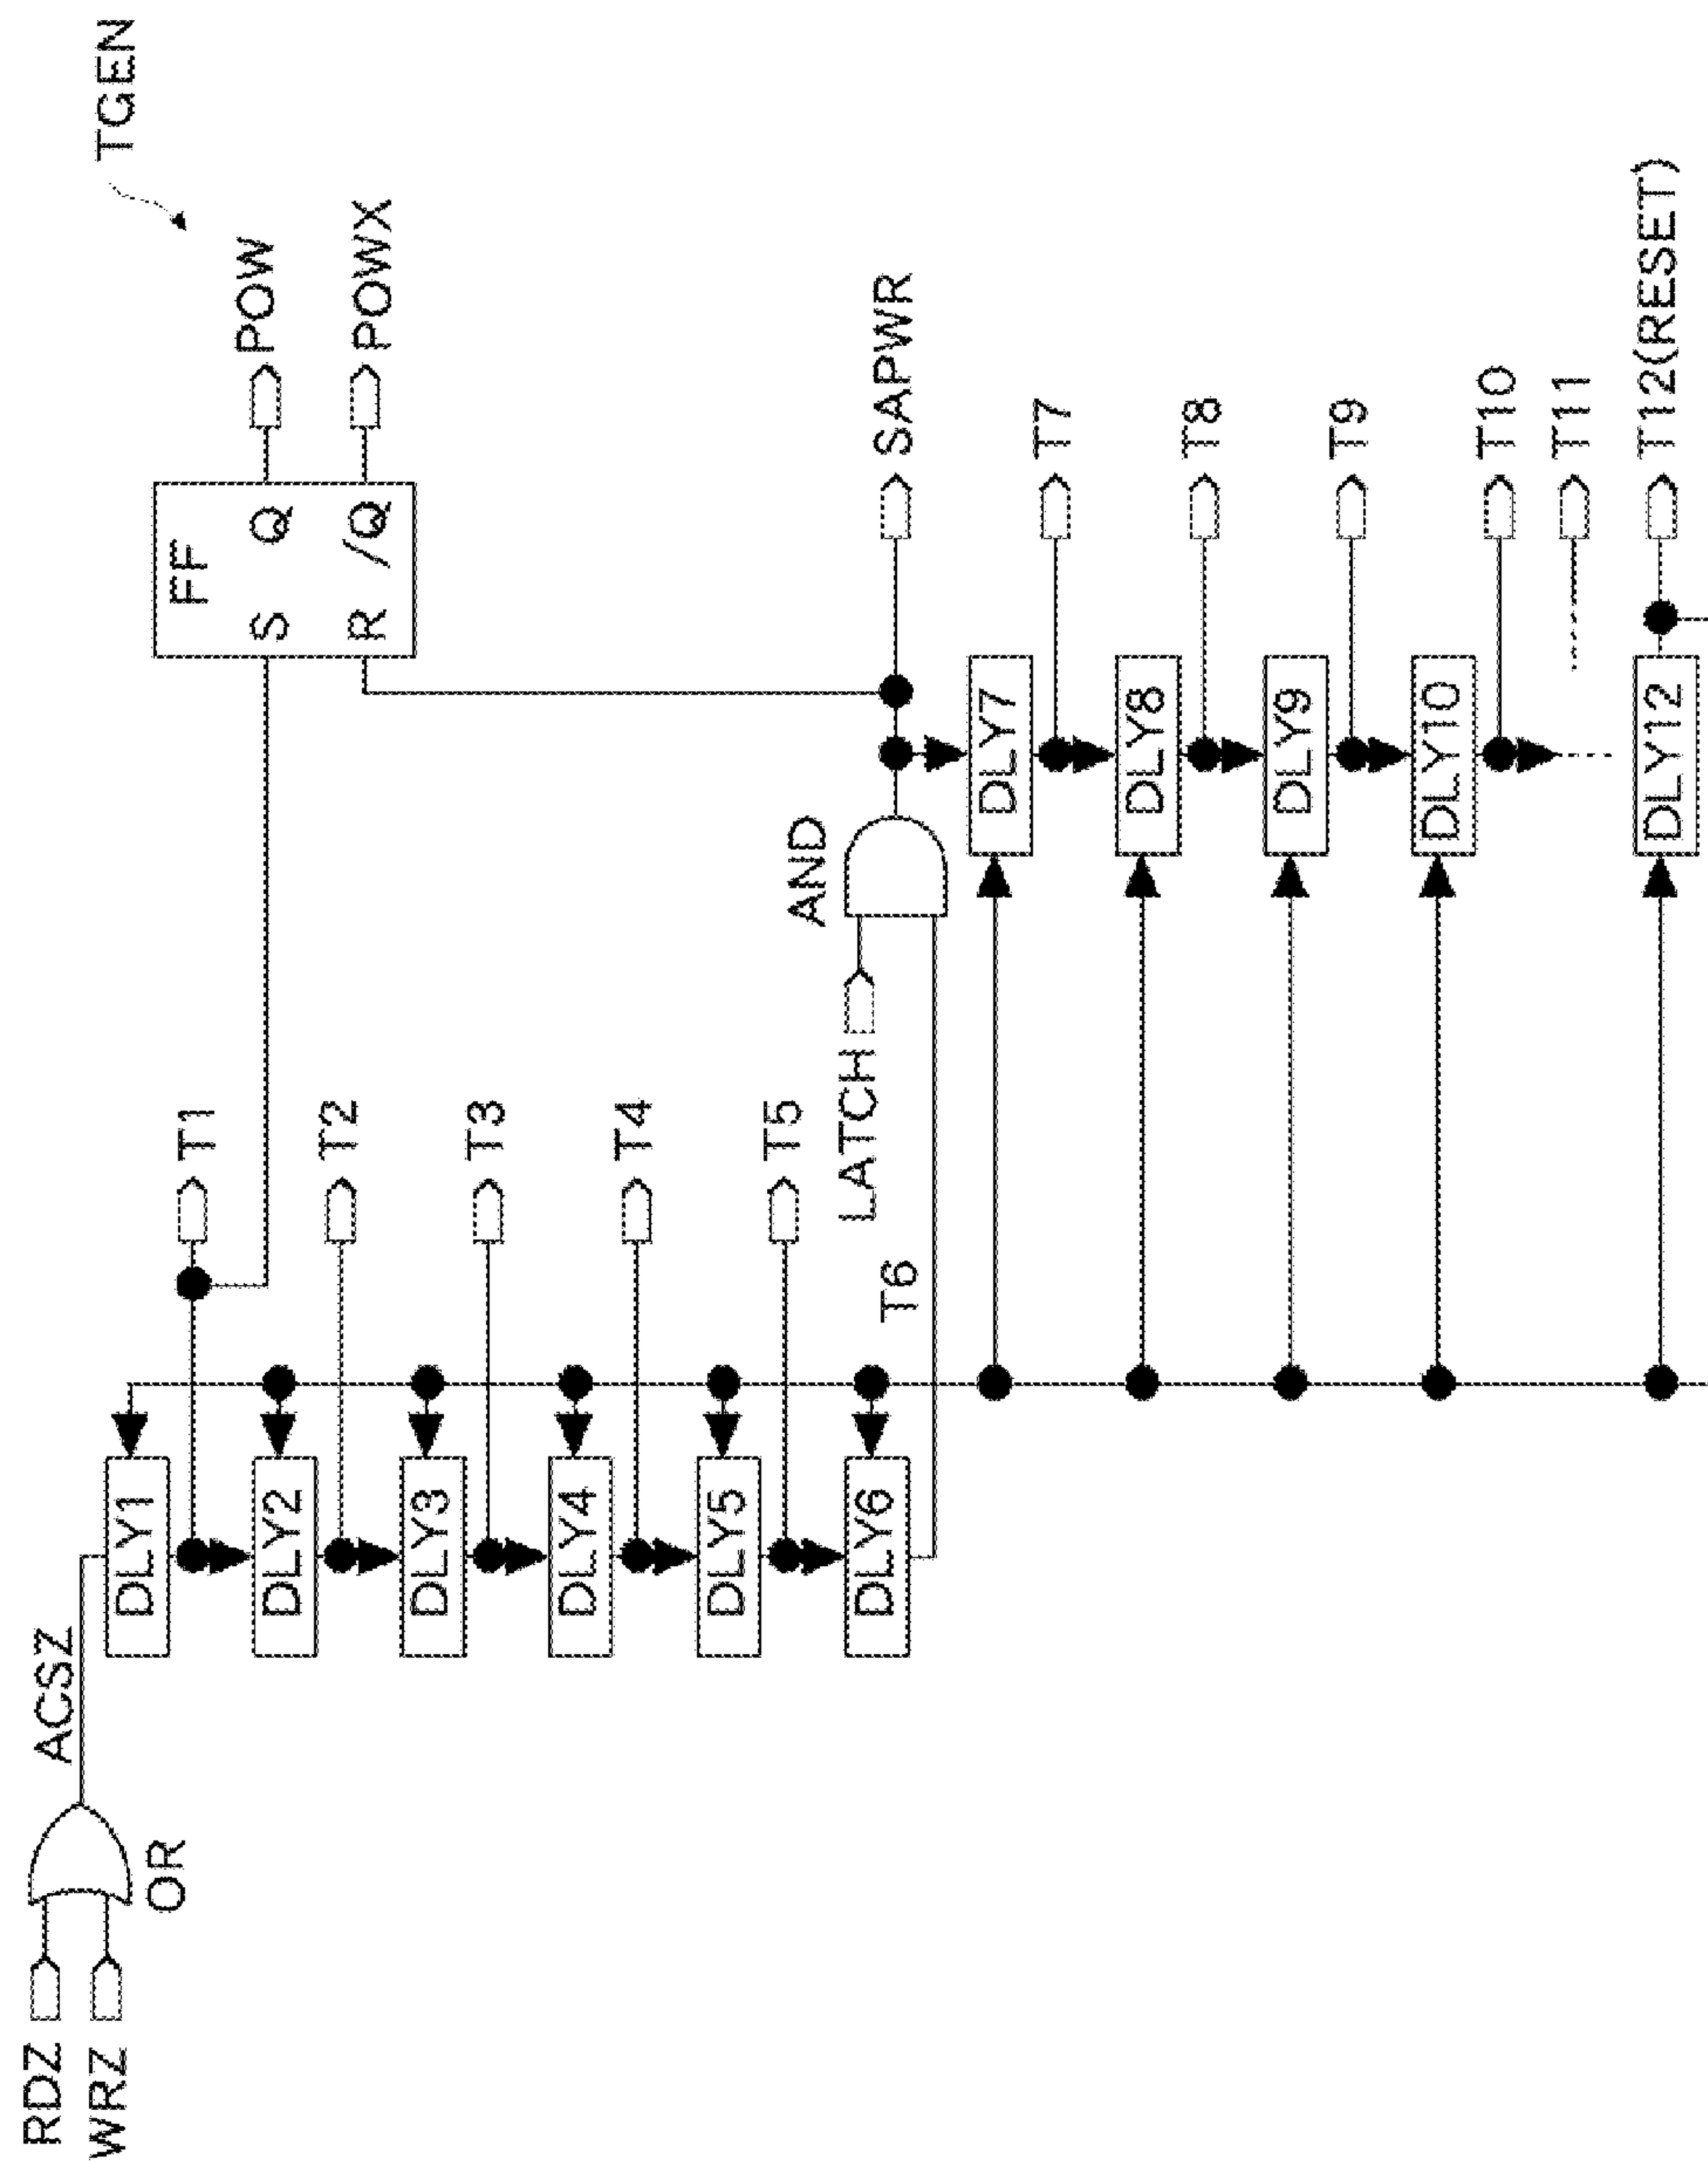 TGEN
RDZ
WRZ
OR
ACSZ
DLY1
T1
FF
S Q
R /Q
POW
POWX
DLY2
T2
DLY3
T3
DLY4
T4
DLY5
T5
DLY6
T6
LATCH
AND
SAPWR
DLY7
T7
DLY8
T8
DLY9
T9
DLY10
T10
T11
DLY12
T12(RESET)